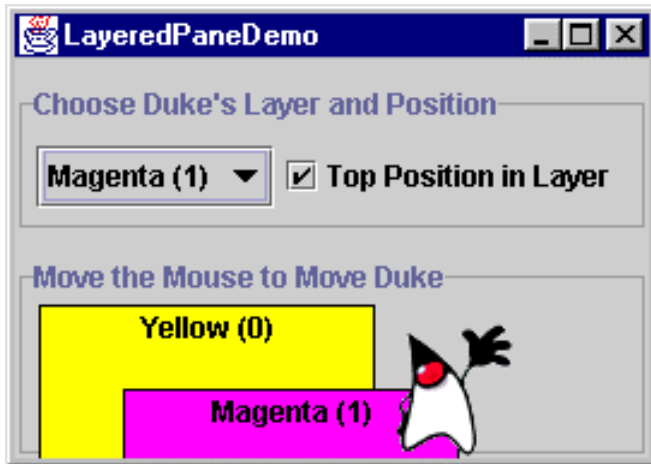 LayeredPaneDemo
Choose Duke's Layer and Position
Magenta (1)
Top Position in Layer
Move the Mouse to Move Duke
Yellow (0)
Magenta (1)